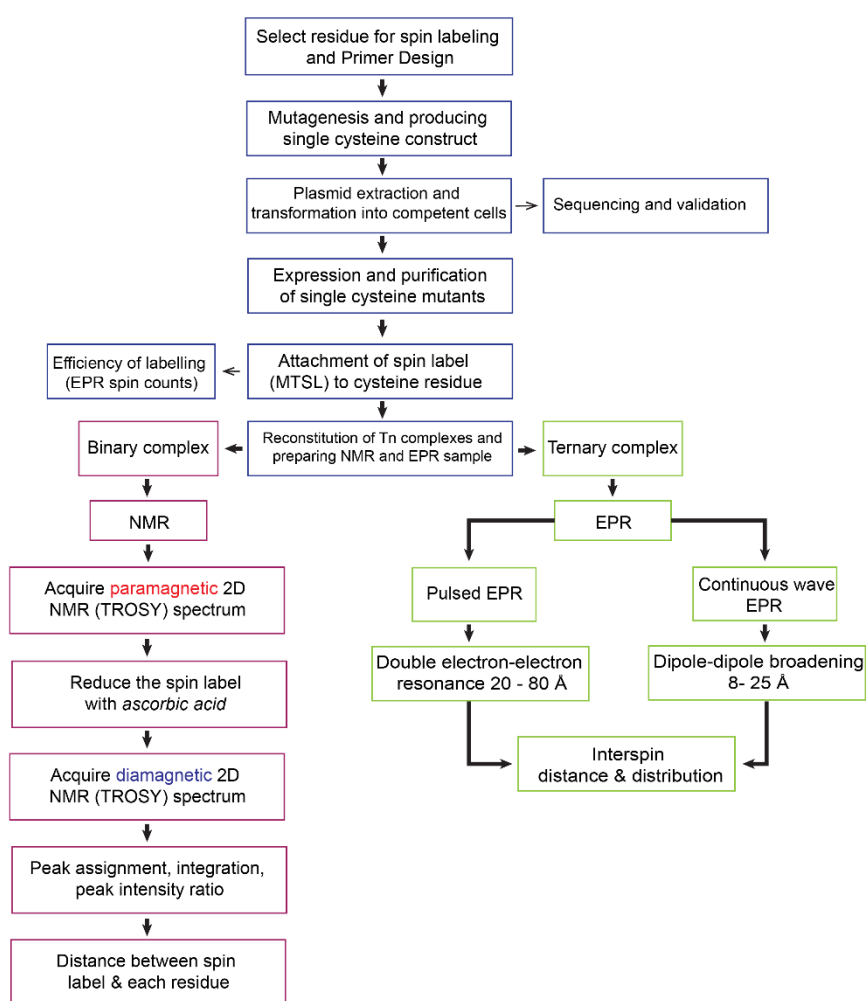 Select residue for spin labeling
and Primer Design
Mutagenesis and producing
single cysteine construct
Plasmid extraction and
transformation into competent cells
Sequencing and validation
Expression and purification
of single cysteine mutants
Efficiency of labelling
(EPR spin counts)
Attachment of spin label
(MTSL) to cysteine residue
Binary complex
Reconstitution of Tn complexes and
preparing NMR and EPR sample
Ternary complex
NMR
EPR
Acquire paramagnetic 2D
NMR (TROSY) spectrum
Pulsed EPR
Continuous wave
EPR
Reduce the spin label
with ascorbic acid
Double electron-electron
resonance 20 - 80 Å
Dipole-dipole broadening
8- 25 Å
Acquire diamagnetic 2D
NMR (TROSY) spectrum
Interspin
distance & distribution
Peak assignment, integration,
peak intensity ratio
Distance between spin
label & each residue